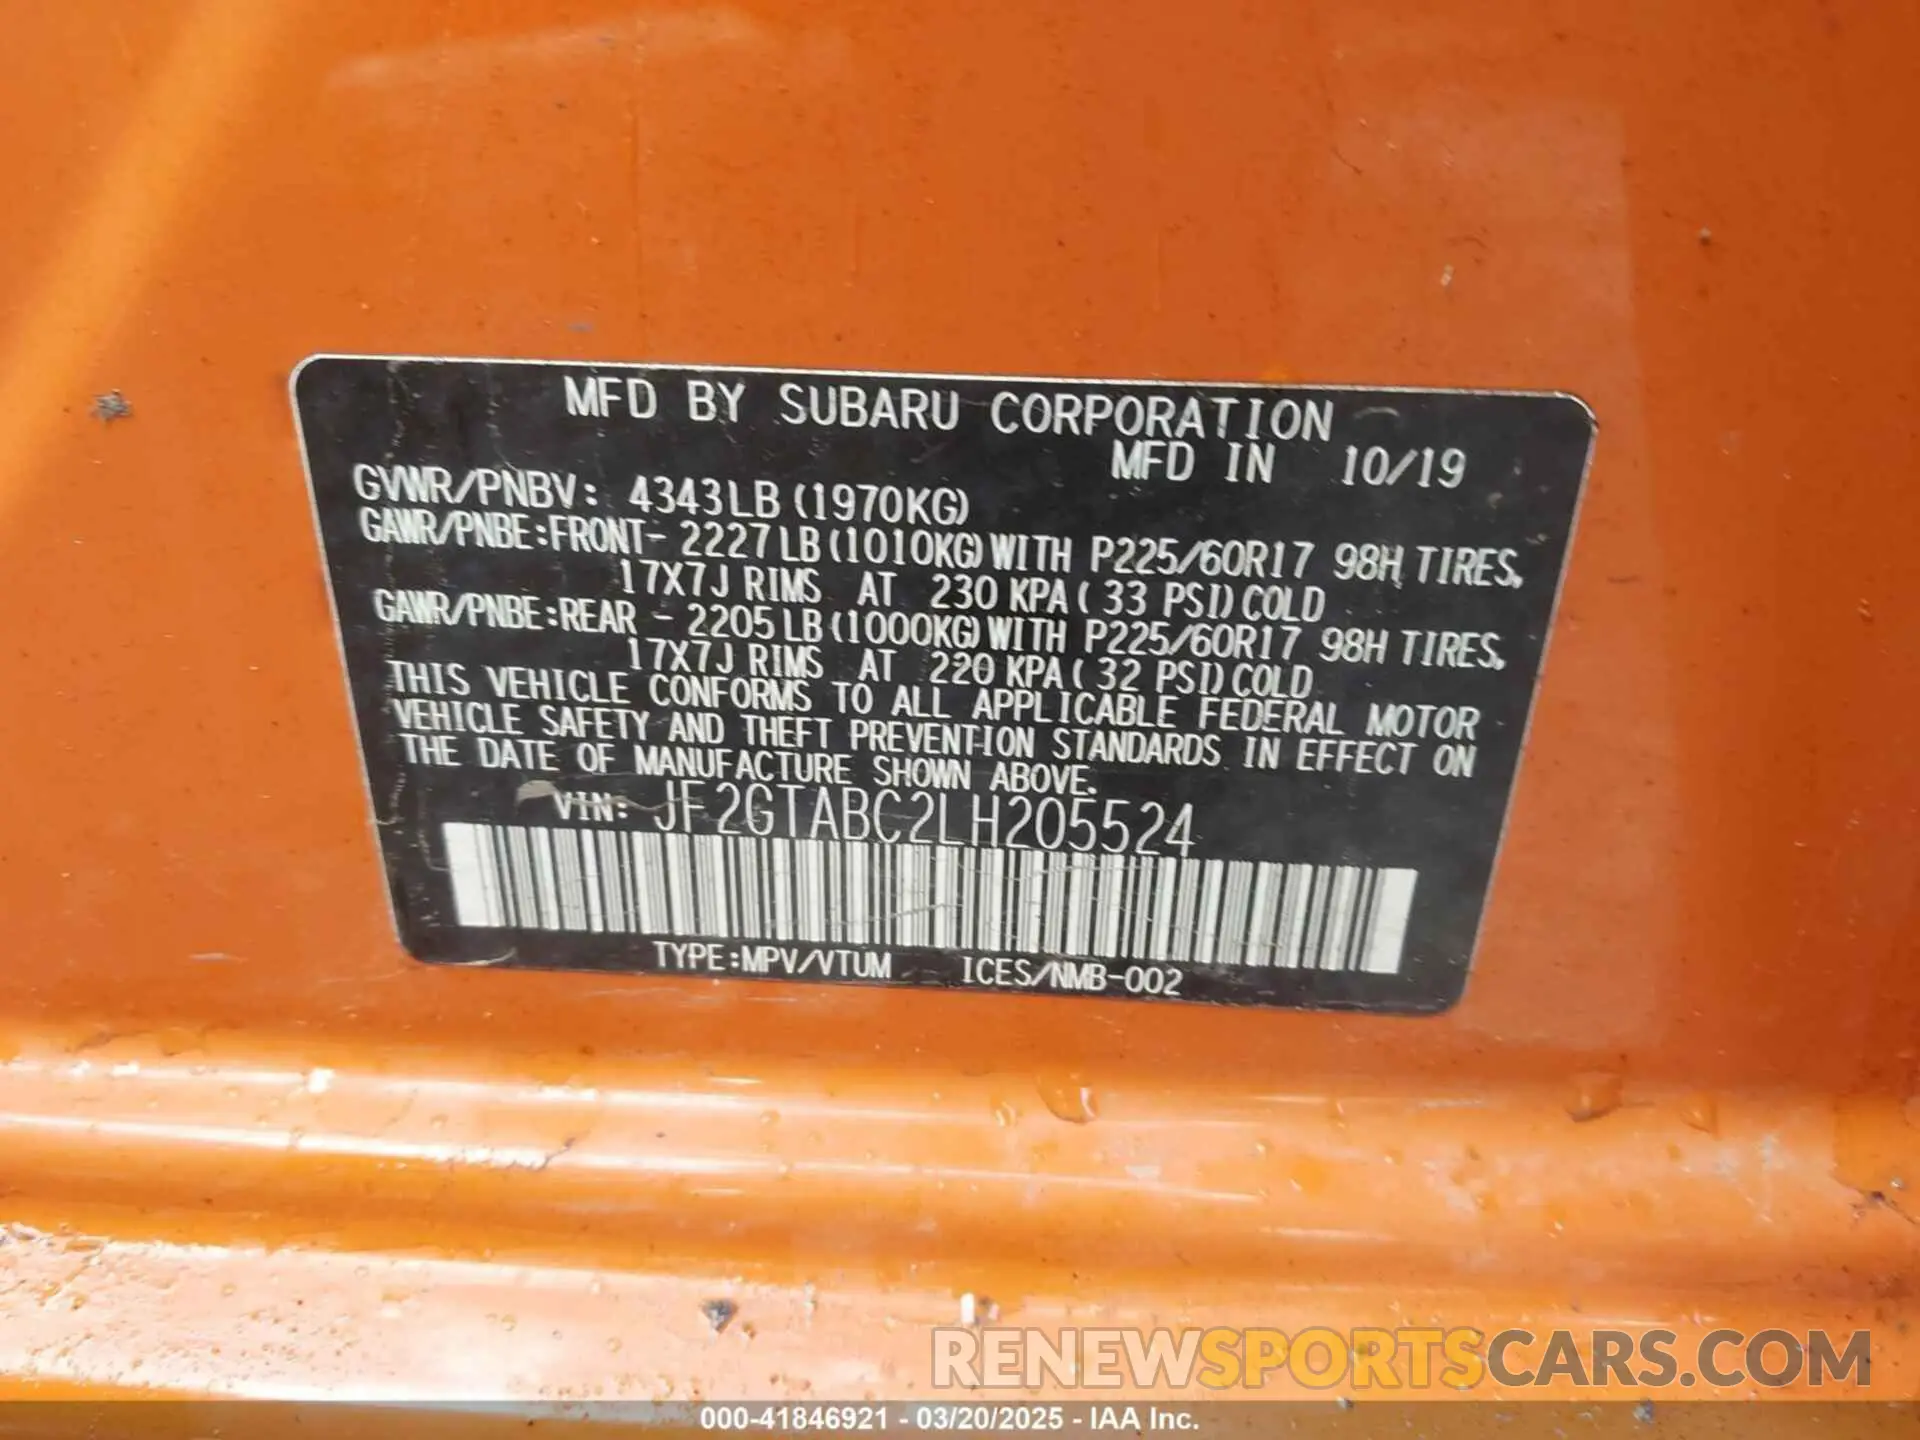 MFD BY SUBARU CORPORATION
MFD IN 10/19
GVWR/PNBV: 4343LB (1970KG)
GAWR/PNBE:FRONT- 2227LB(1010KG)WITH P225/60R17 98H TIRES,
17X7J RIMS AT 230 KPA( 33 PSI)COLD
GAWR/PNBE:REAR - 2205LB(1000KG)WITH P225/60R17 98H TIRES,
17X7J RIMS AT 220 KPA( 32 PSI)COLD
THIS VEHICLE CONFORMS TO ALL APPLICABLE FEDERAL MOTOR
VEHICLE SAFETY AND THEFT PREVENTION STANDARDS IN EFFECT ON
THE DATE OF MANUFACTURE SHOWN ABOVE.
VIN: JF2GTABC2LH205524
TYPE:MPV/VTUM ICES/NMB-002
RENEWSPORTSCARS.COM
000-41846921 - 03/20/2025 - IAA Inc.